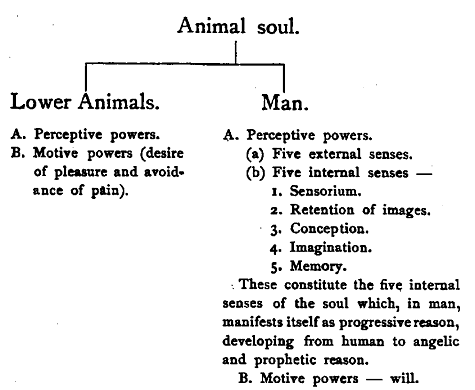 Animal soul.
Lower Animals.
A. Perceptive powers.
B. Motive powers (desire
of pleasure and avoid-
ance of pain).
Man.
A. Perceptive powers.
(a) Five external senses.
(b) Five internal senses —
1. Sensorium.
2. Retention of images.
3. Conception.
4. Imagination.
5. Memory.
These constitute the five internal
senses of the soul which, in man,
manifests itself as progressive reason,
developing from human to angelic
and prophetic reason.
B. Motive powers — will.